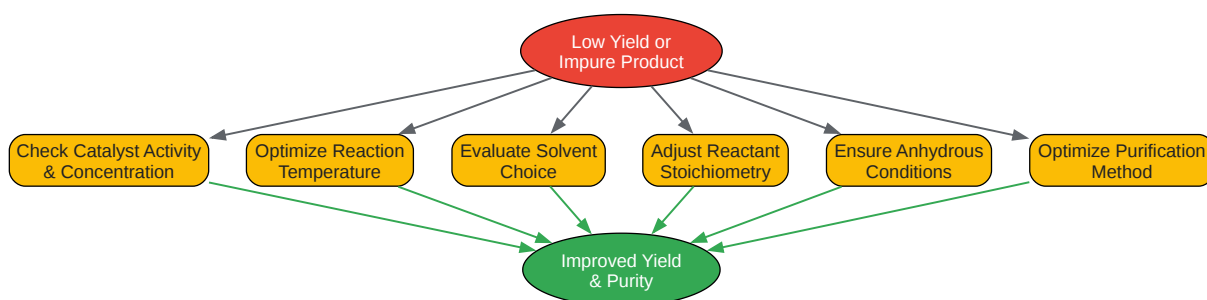 Low Yield or
Impure Product
Check Catalyst Activity
& Concentration
Optimize Reaction
Temperature
Evaluate Solvent
Choice
Adjust Reactant
Stoichiometry
Ensure Anhydrous
Conditions
Optimize Purification
Method
Improved Yield
& Purity